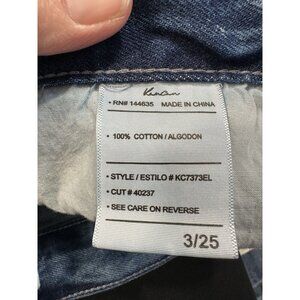 KanCan
• RN# 144635 MADE IN CHINA
• 100% COTTON / ALGODON
• STYLE / ESTILO # KC7373EL
• CUT # 40237
• SEE CARE ON REVERSE
3/25